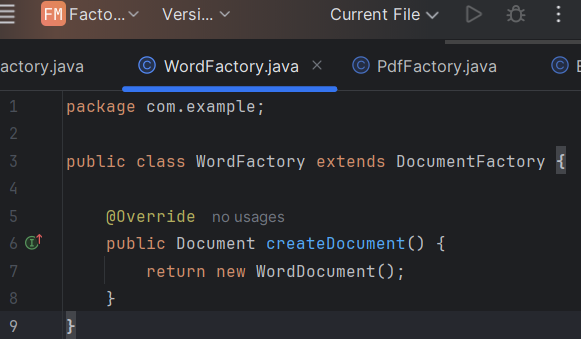 FM Facto... Versi... Current File
actory.java WordFactory.java PdfFactory.java
1 package com.example;
2
3 public class WordFactory extends DocumentFactory {
4
5 @Override no usages
6 public Document createDocument() {
7 return new WordDocument();
8 }
9 }